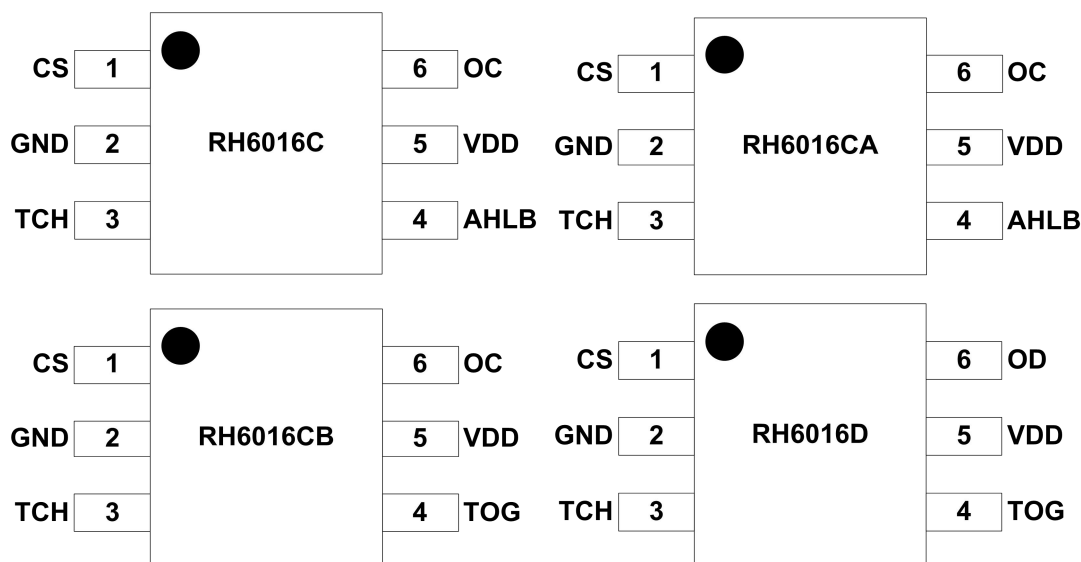 CS 1 RH6016C 6 OC
GND 2 5 VDD
TCH 3 4 AHLB
CS 1 RH6016CA 6 OC
GND 2 5 VDD
TCH 3 4 AHLB
CS 1 RH6016CB 6 OC
GND 2 5 VDD
TCH 3 4 TOG
CS 1 RH6016D 6 OD
GND 2 5 VDD
TCH 3 4 TOG